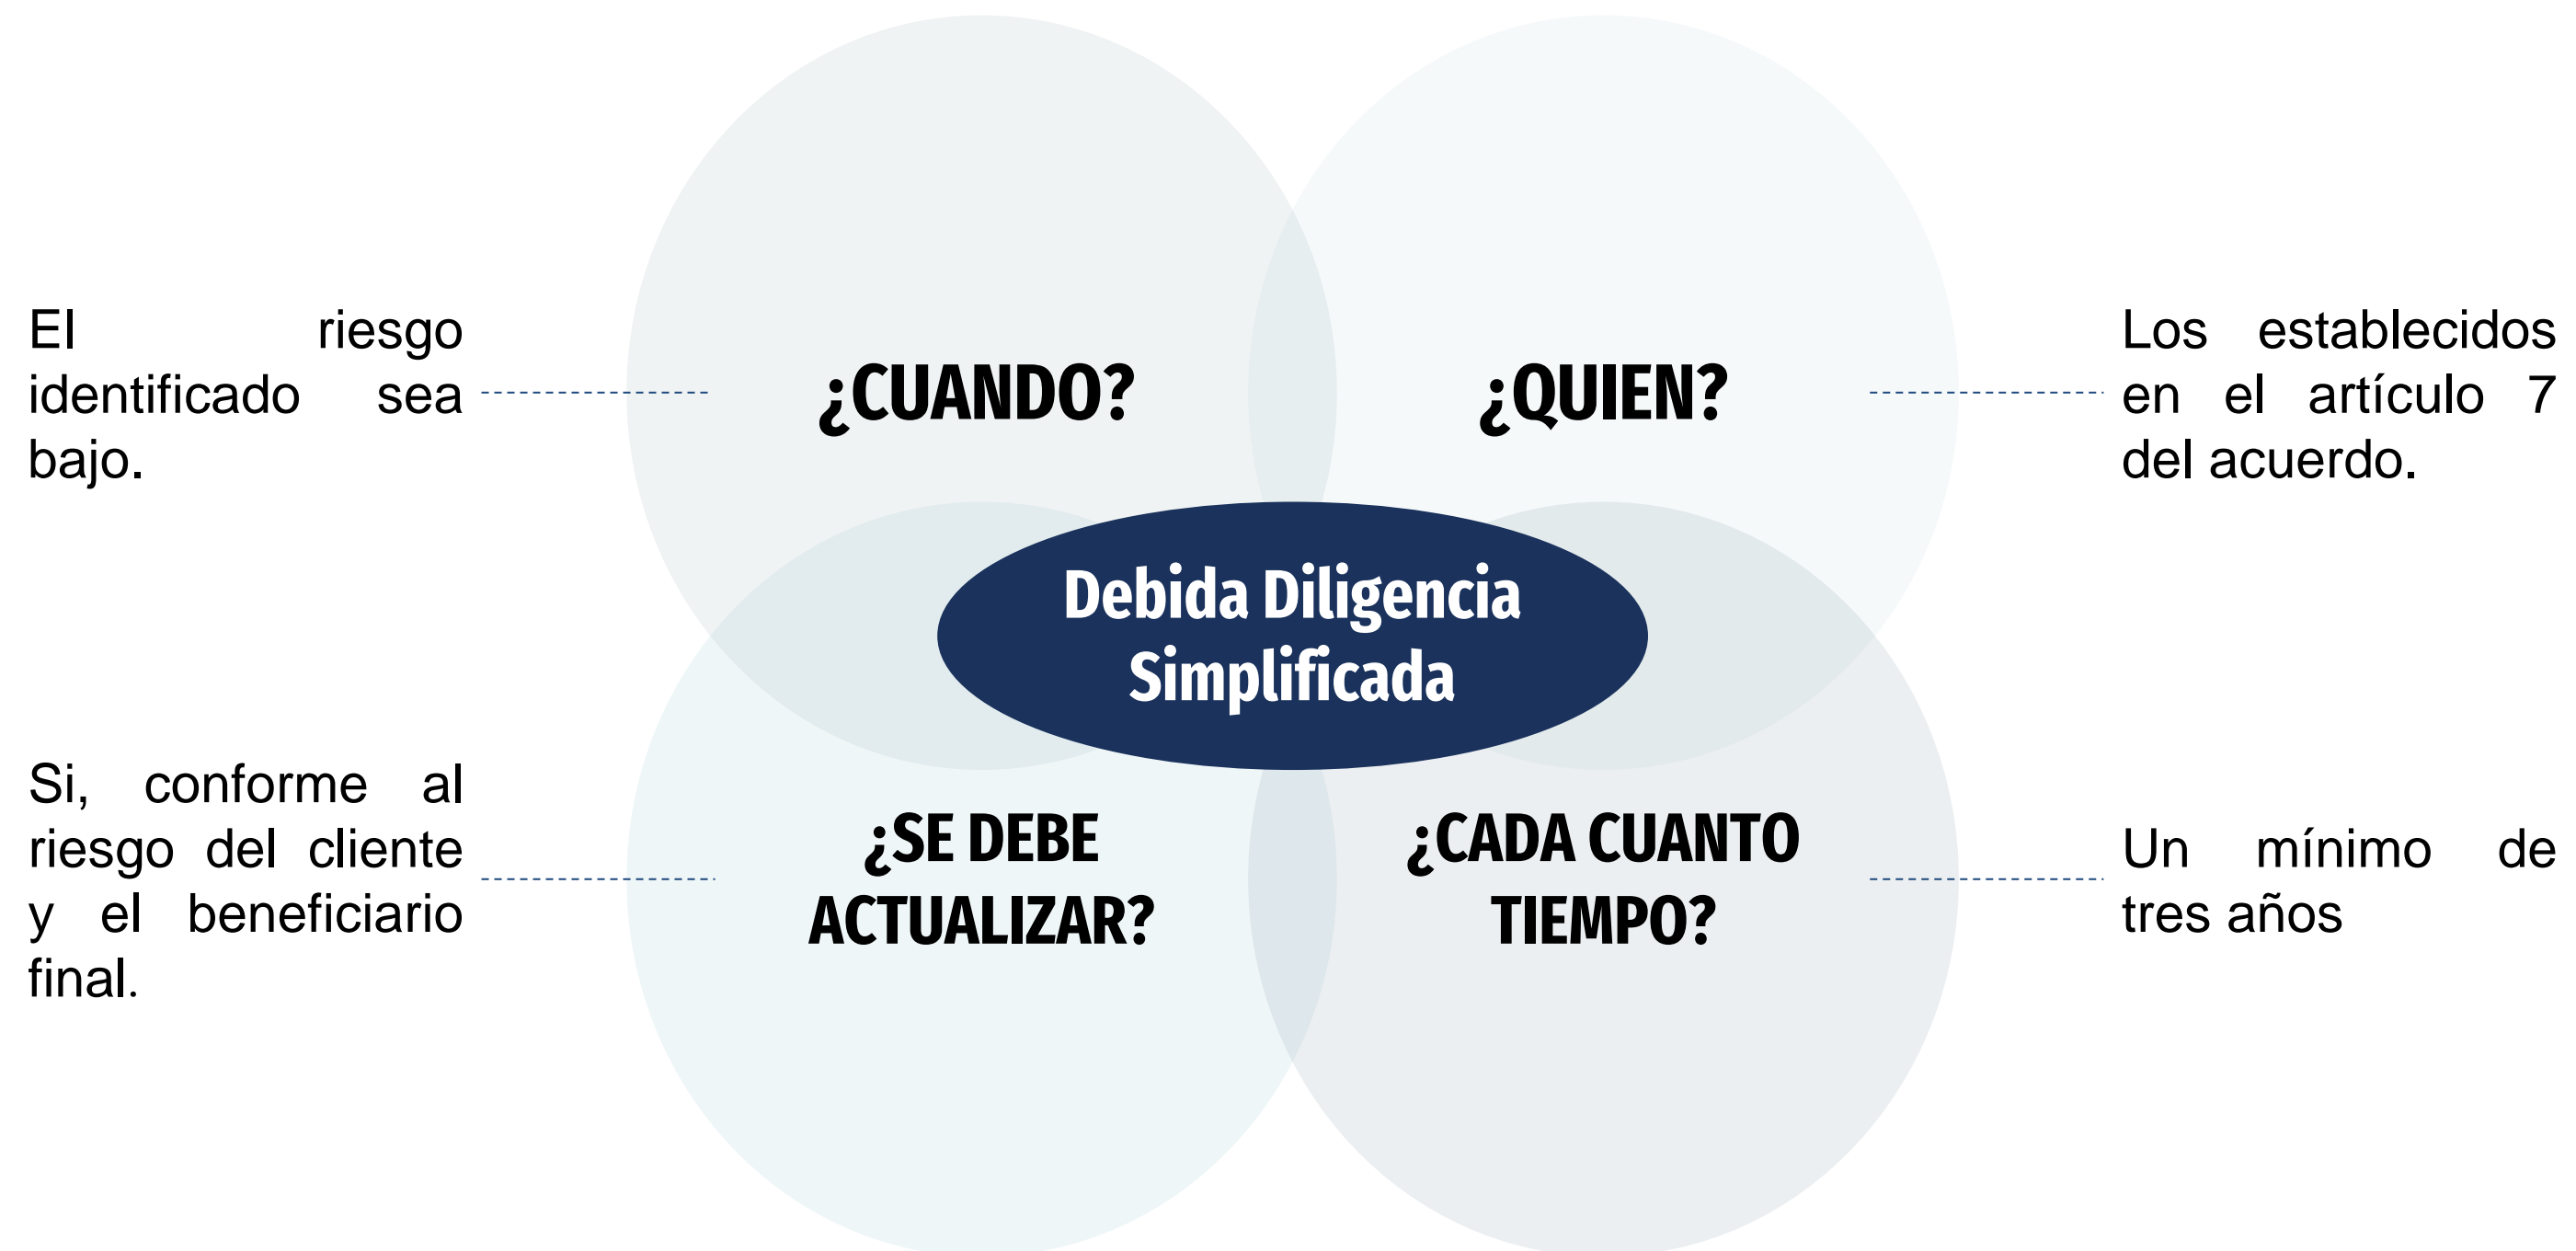 El riesgo
identificado sea
bajo.
¿CUANDO?
¿QUIEN?
Los establecidos
en el artículo 7
del acuerdo.
Debida Diligencia
Simplificada
Si, conforme al
riesgo del cliente
y el beneficiario
final.
¿SE DEBE
ACTUALIZAR?
¿CADA CUANTO
TIEMPO?
Un mínimo de
tres años